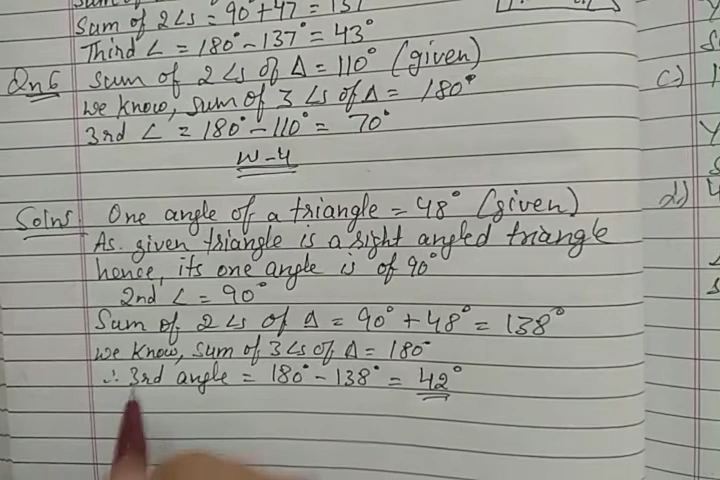 Sum of 2∠s = 90° + 47 = 137
Third ∠ = 180° - 137° = 43°
Qn 6 Sum of 2 ∠s of Δ = 110° (given)
We know, sum of 3 ∠s of Δ = 180°
3rd ∠ = 180° - 110° = 70°
W-4
Solns One angle of a triangle = 48° (given)
As given triangle is a right angled triangle
hence, its one angle is of 90°
2nd ∠ = 90°
Sum of 2 ∠s of Δ = 90° + 48° = 138°
We know, sum of 3 ∠s of Δ = 180°
∴ 3rd angle = 180° - 138° = 42°
c)
d)